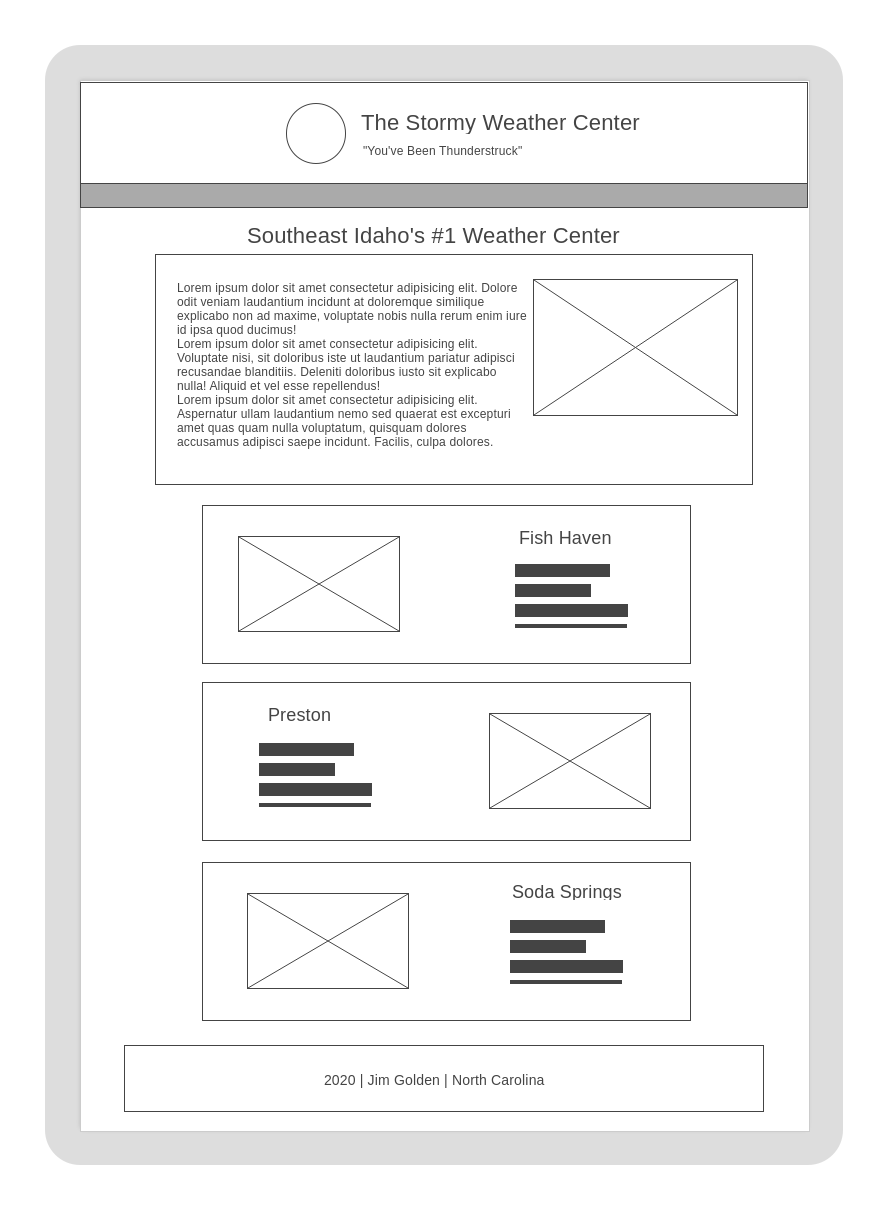 The Stormy Weather Center
"You've Been Thunderstruck"
Southeast Idaho's #1 Weather Center
Lorem ipsum dolor sit amet consectetur adipisicing elit. Dolore
odit veniam laudantium incidunt at doloremque similique
explicabo non ad maxime, voluptate nobis nulla rerum enim iure
id ipsa quod ducimus!
Lorem ipsum dolor sit amet consectetur adipisicing elit.
Voluptate nisi, sit doloribus iste ut laudantium pariatur adipisci
recusandae blanditiis. Deleniti doloribus iusto sit explicabo
nulla! Aliquid et vel esse repellendus!
Lorem ipsum dolor sit amet consectetur adipisicing elit.
Aspernatur ullam laudantium nemo sed quaerat est excepturi
amet quas quam nulla voluptatum, quisquam dolores
accusamus adipisci saepe incidunt. Facilis, culpa dolores.
Fish Haven
Preston
Soda Springs
2020 | Jim Golden | North Carolina